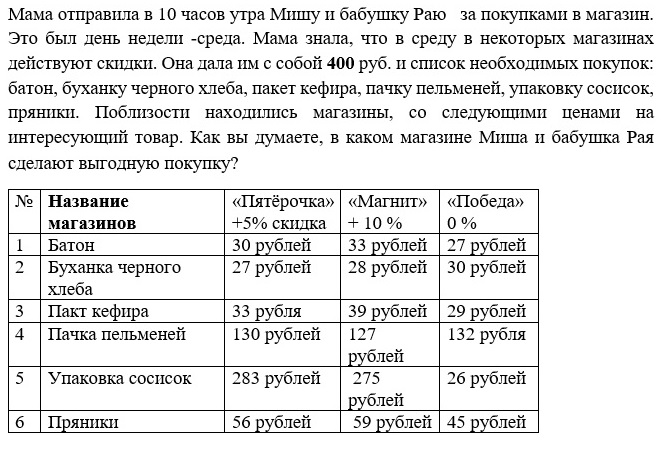 Мама отправила в 10 часов утра Мишу и бабушку Раю за покупками в магазин.
Это был день недели -среда. Мама знала, что в среду в некоторых магазинах
действуют скидки. Она дала им с собой 400 руб. и список необходимых покупок:
батон, буханку черного хлеба, пакет кефира, пачку пельменей, упаковку сосисок,
пряники. Поблизости находились магазины, со следующими ценами на
интересующий товар. Как вы думаете, в каком магазине Миша и бабушка Рая
сделают выгодную покупку?
№ Название «Пятёрочка» «Магнит» «Победа»
магазинов +5% скидка + 10 % 0 %
1 Батон 30 рублей 33 рублей 27 рублей
2 Буханка черного 27 рублей 28 рублей 30 рублей
хлеба
3 Пакт кефира 33 рубля 39 рублей 29 рублей
4 Пачка пельменей 130 рублей 127 132 рубля
рублей
5 Упаковка сосисок 283 рублей 275 26 рублей
рублей
6 Пряники 56 рублей 59 рублей 45 рублей